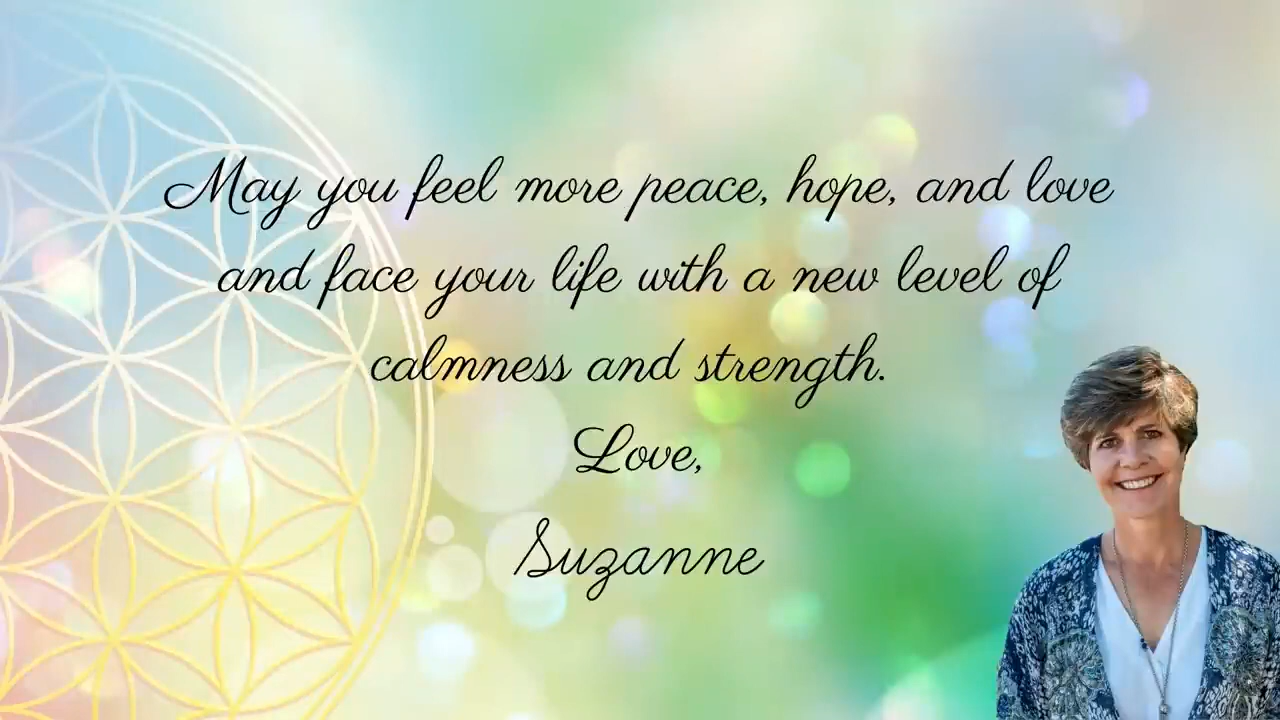 May you feel more peace, hope, and love
and face your life with a new level of
calmness and strength.
Love,
Suzanne